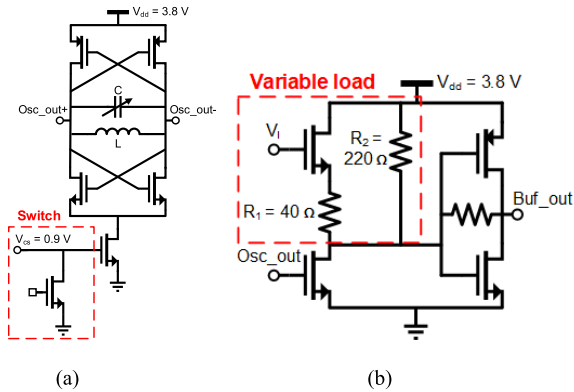 V_dd = 3.8 V
C
Osc_out+
Osc_out-
L
Switch
V_cs = 0.9 V
(a)
Variable load
V_dd = 3.8 V
V_I
R_2 =
220 Ω
R_1 = 40 Ω
Buf_out
Osc_out
(b)